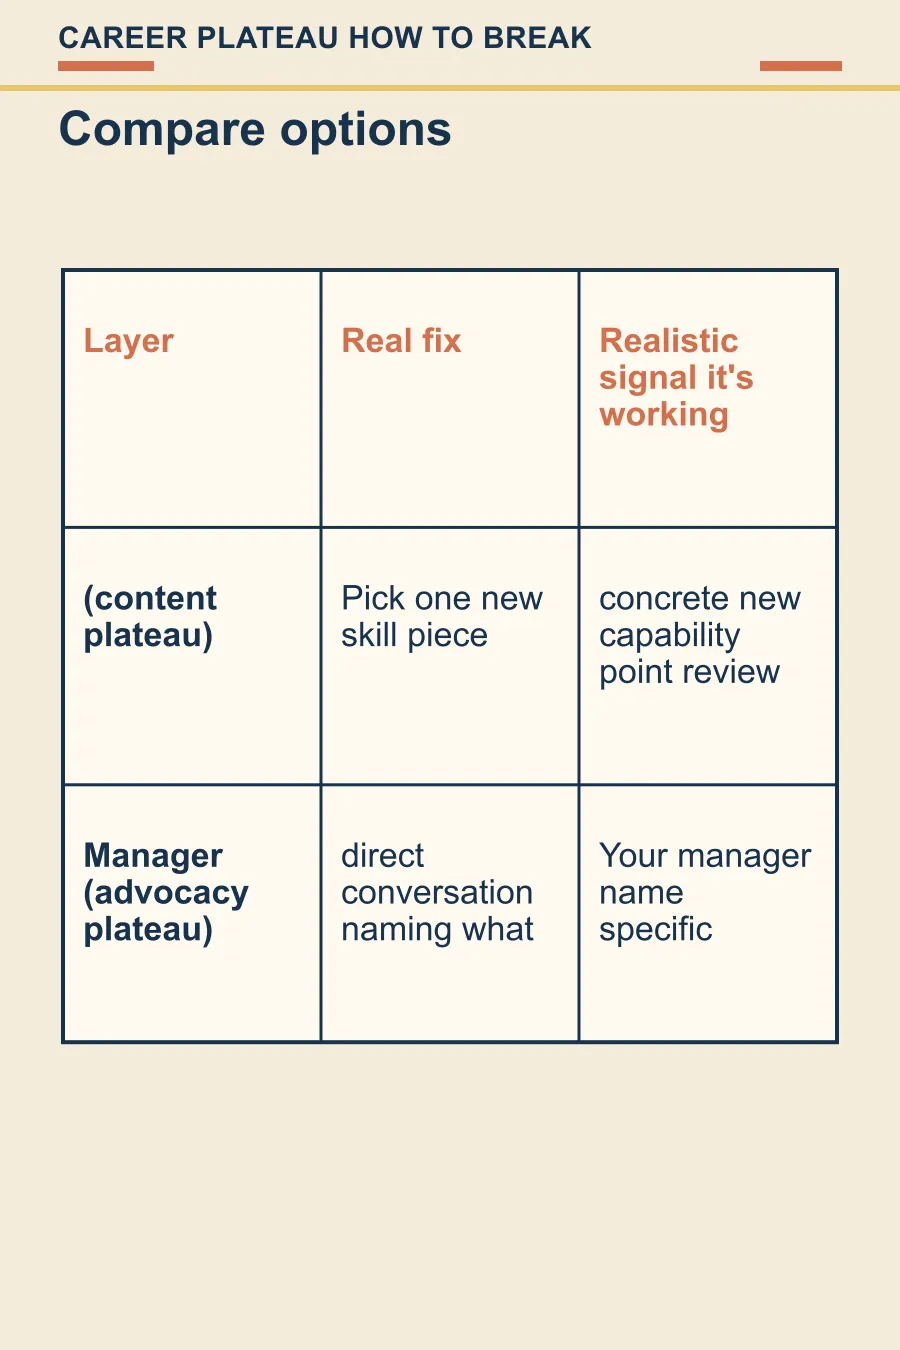 CAREER PLATEAU HOW TO BREAK
Compare options
Layer
Real fix
Realistic
signal it's
working
(content
plateau)
Pick one new
skill piece
concrete new
capability
point review
Manager
(advocacy
plateau)
direct
conversation
naming what
Your manager
name
specific